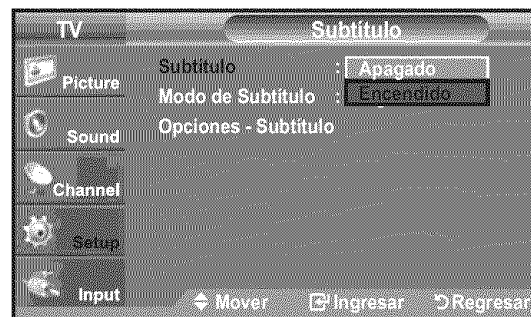 TV
Subtítulo
Picture
Sound
Channel
Setup
Input
Subtítulo : Apagado
Modo de Subtítulo : Encendido
Opciones - Subtítulo
Mover Ingresar Regresar